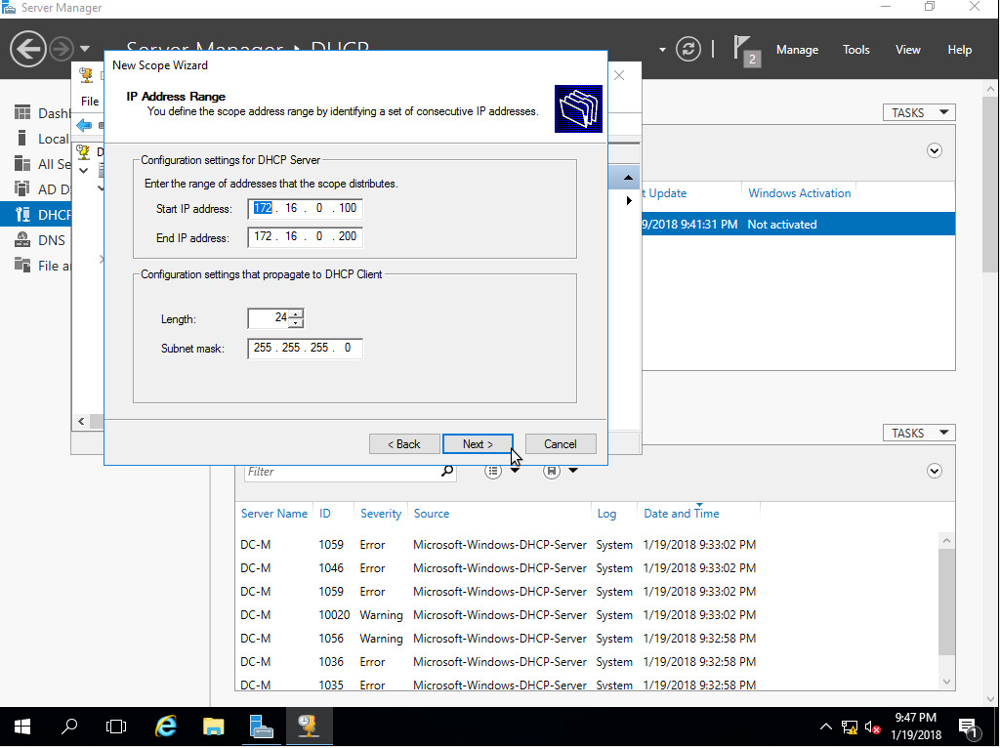 Server Manager
Server Manager • DHCP
2
Manage
Tools
View
Help
New Scope Wizard
IP Address Range
You define the scope address range by identifying a set of consecutive IP addresses.
File
Configuration settings for DHCP Server
Enter the range of addresses that the scope distributes.
Start IP address:
172 . 16 . 0 . 100
End IP address:
172 . 16 . 0 . 200
Configuration settings that propagate to DHCP Client
Length:
24
Subnet mask:
255 . 255 . 255 . 0
< Back
Next >
Cancel
Dashb
Local
All Se
AD D
DHCP
DNS
File an
D
TASKS
t Update
Windows Activation
9/2018 9:41:31 PM
Not activated
TASKS
Filter
Server Name
ID
Severity
Source
Log
Date and Time
DC-M 1059 Error Microsoft-Windows-DHCP-Server System 1/19/2018 9:33:02 PM
DC-M 1046 Error Microsoft-Windows-DHCP-Server System 1/19/2018 9:33:02 PM
DC-M 1059 Error Microsoft-Windows-DHCP-Server System 1/19/2018 9:33:02 PM
DC-M 10020 Warning Microsoft-Windows-DHCP-Server System 1/19/2018 9:33:02 PM
DC-M 1056 Warning Microsoft-Windows-DHCP-Server System 1/19/2018 9:32:58 PM
DC-M 1036 Error Microsoft-Windows-DHCP-Server System 1/19/2018 9:32:58 PM
DC-M 1035 Error Microsoft-Windows-DHCP-Server System 1/19/2018 9:32:58 PM
9:47 PM
1/19/2018
1